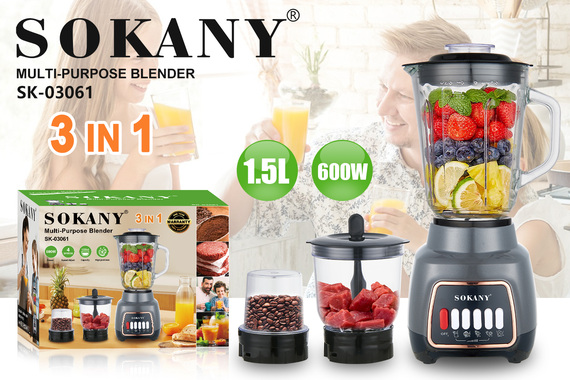 SOKANY®
MULTI-PURPOSE BLENDER
SK-03061
3 IN 1
1.5L
600W
SOKANY
3 IN 1
Multi-Purpose Blender
SK-03061
WARRANTY
SOKANY